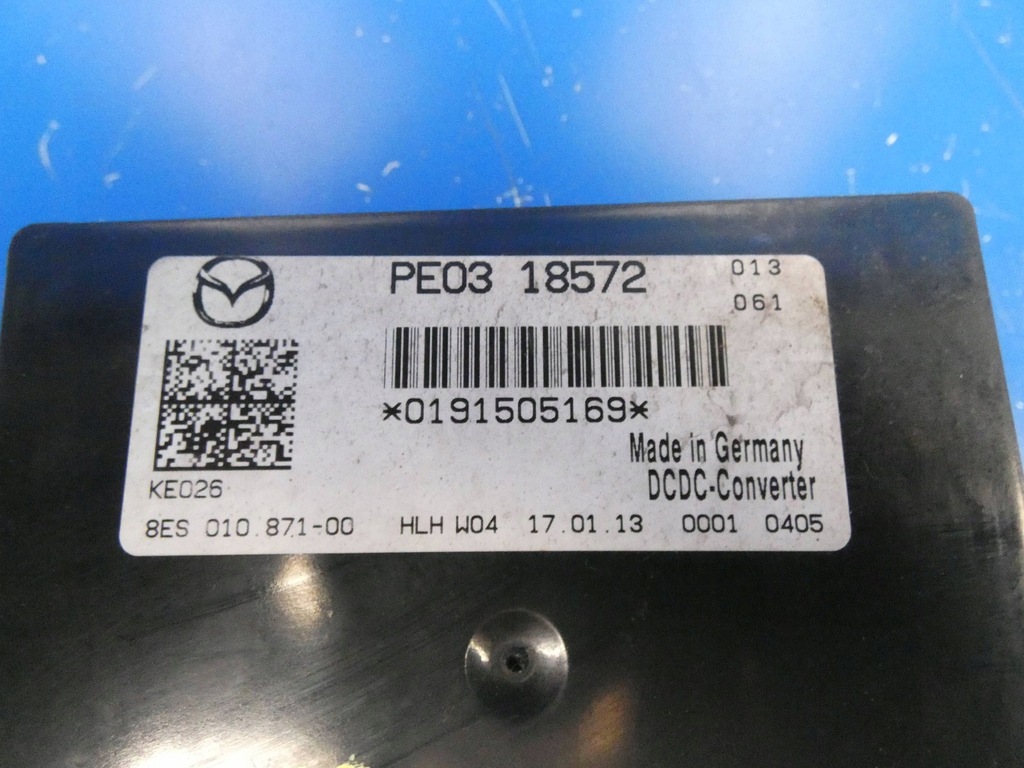 PE03 18572
013
061
*0191505169*
Made in Germany
DCDC-Converter
KE026
8ES 010.871-00 HLH W04 17.01.13 0001 0405